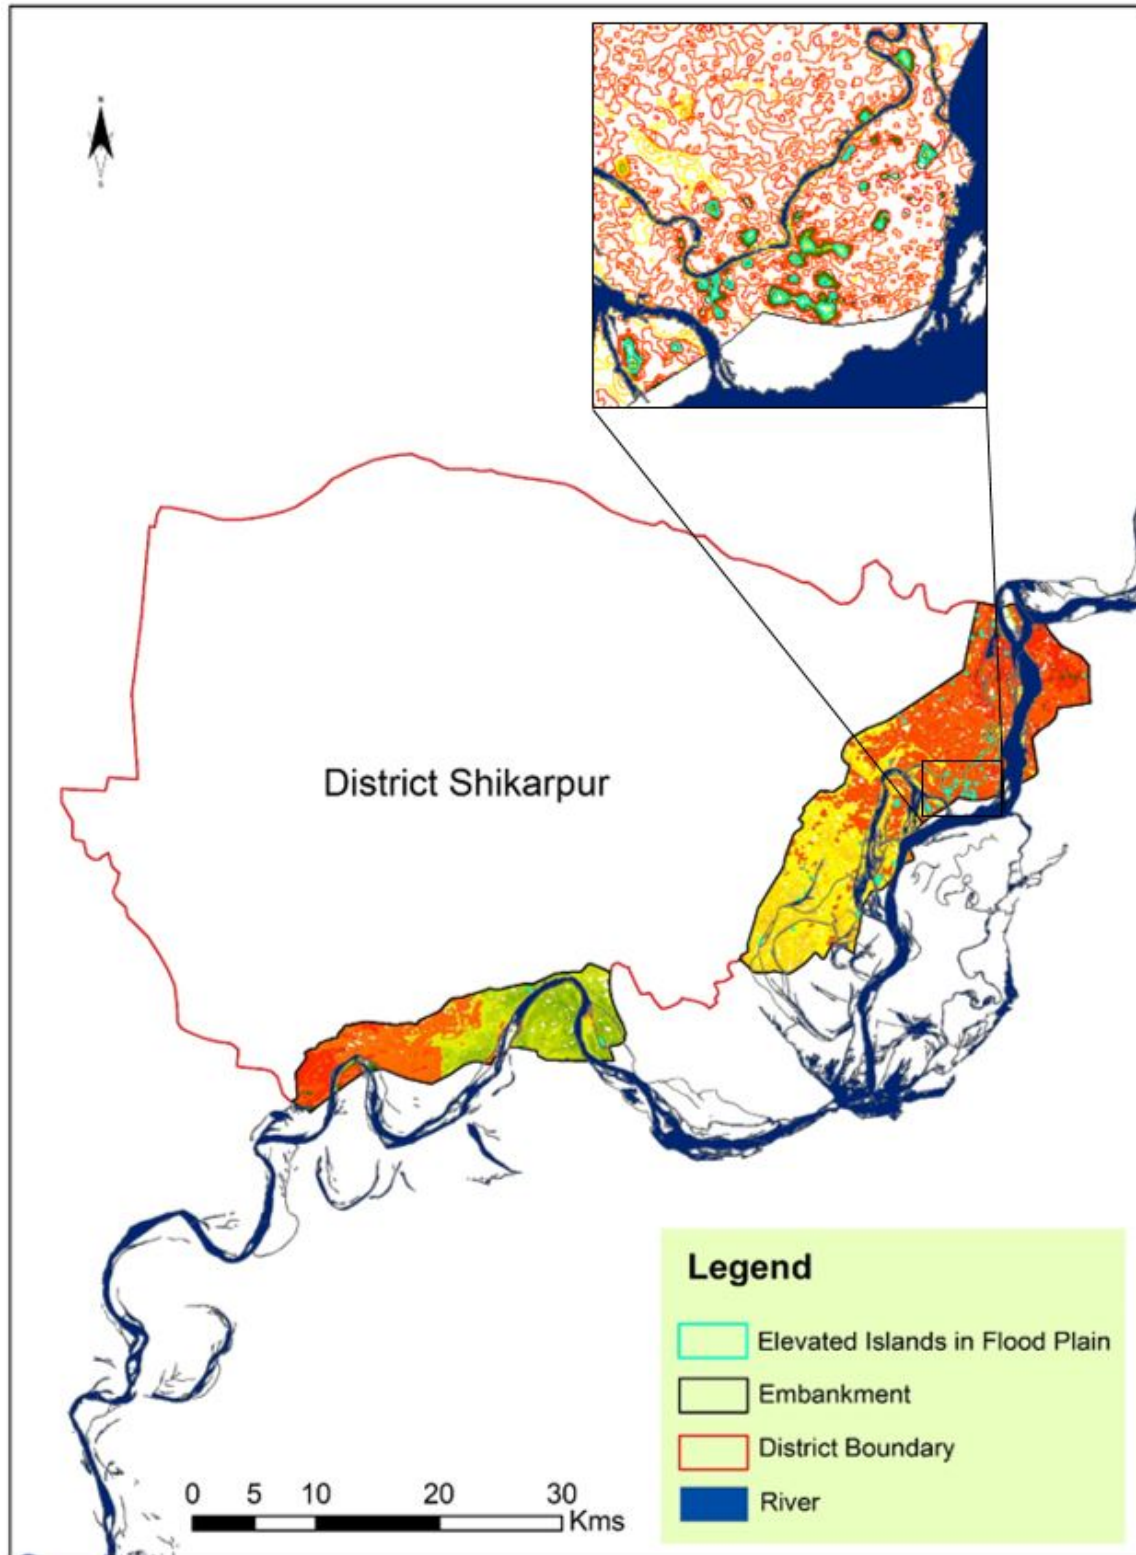 District Shikarpur
Legend
Elevated Islands in Flood Plain
Embankment
District Boundary
River
0 5 10 20 30
Kms